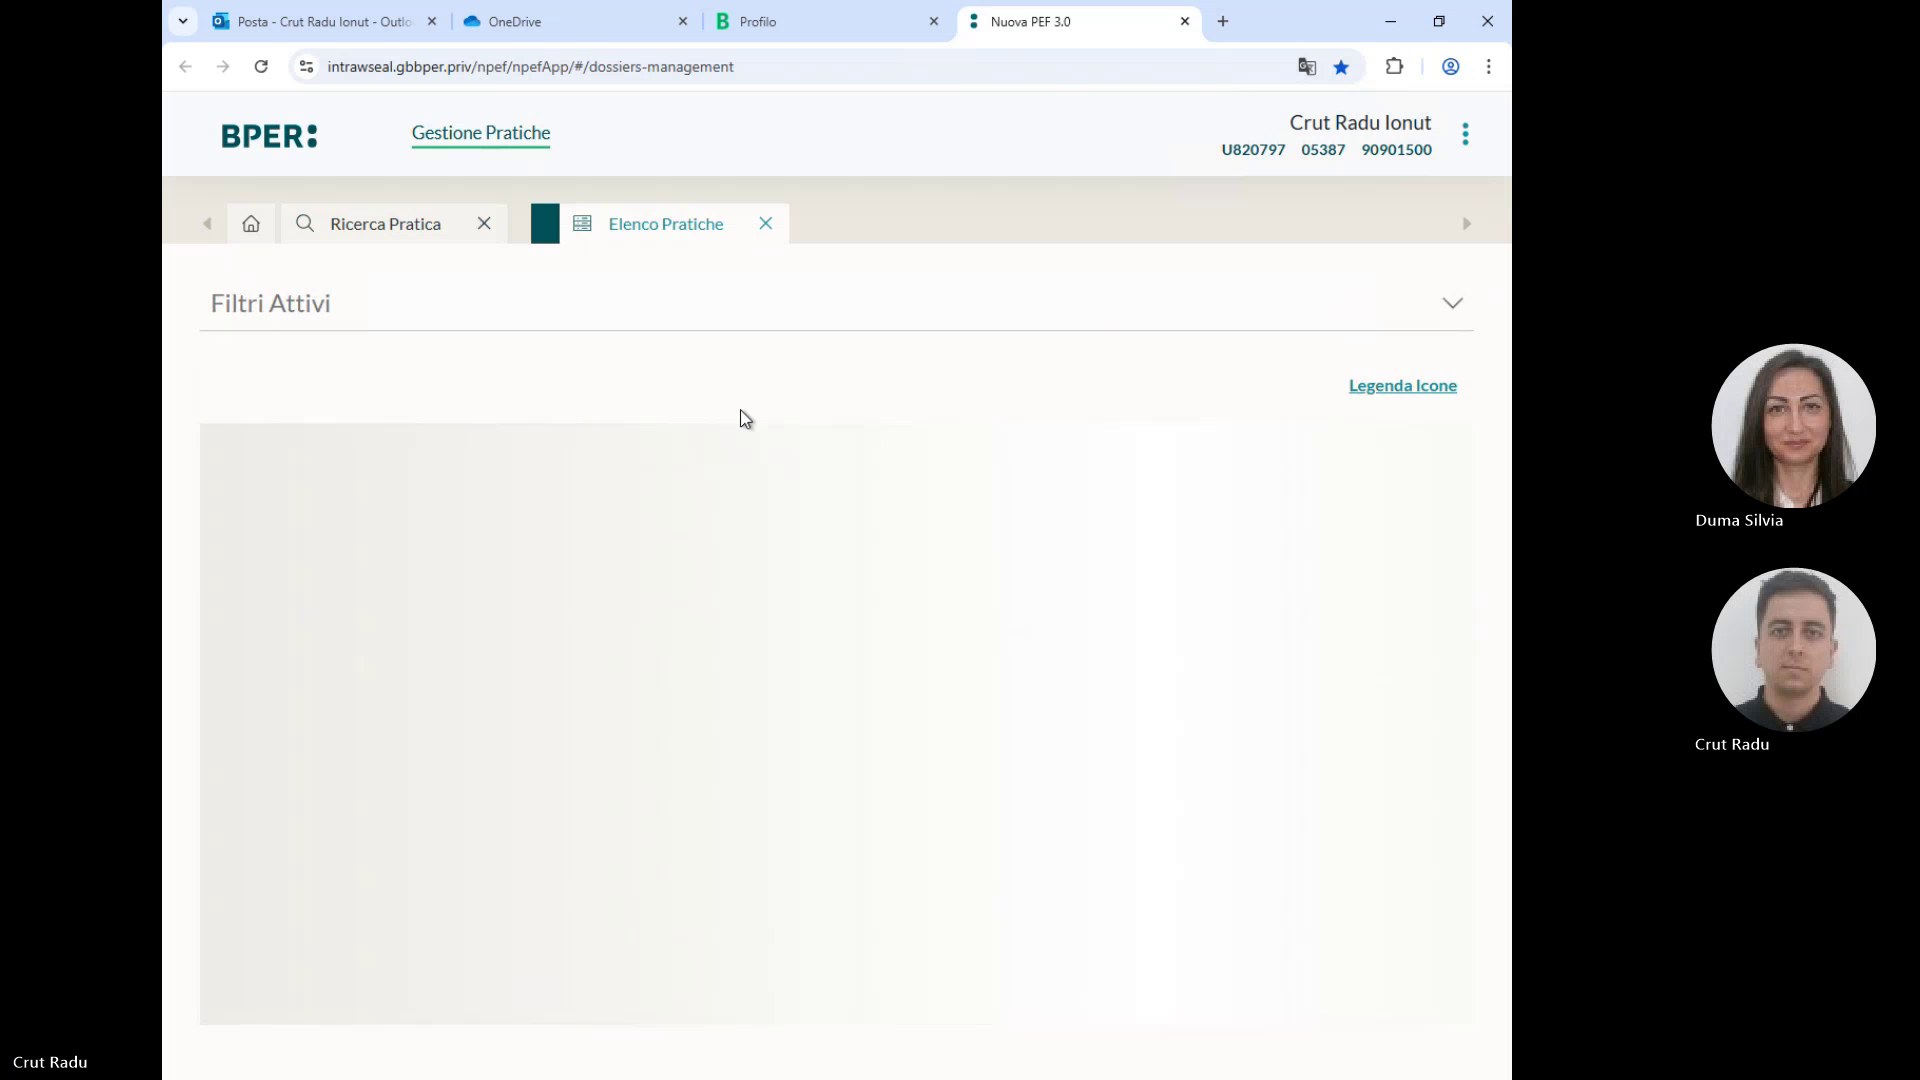 Posta - Crut Radu Ionut - Outlo
OneDrive
Profilo
Nuova PEF 3.0
intrawseal.gbbper.priv/npef/npefApp/#/dossiers-management
BPER:
Gestione Pratiche
Crut Radu Ionut
U820797 05387 90901500
Ricerca Pratica
Elenco Pratiche
Filtri Attivi
Legenda Icone
Duma Silvia
Crut Radu
Crut Radu